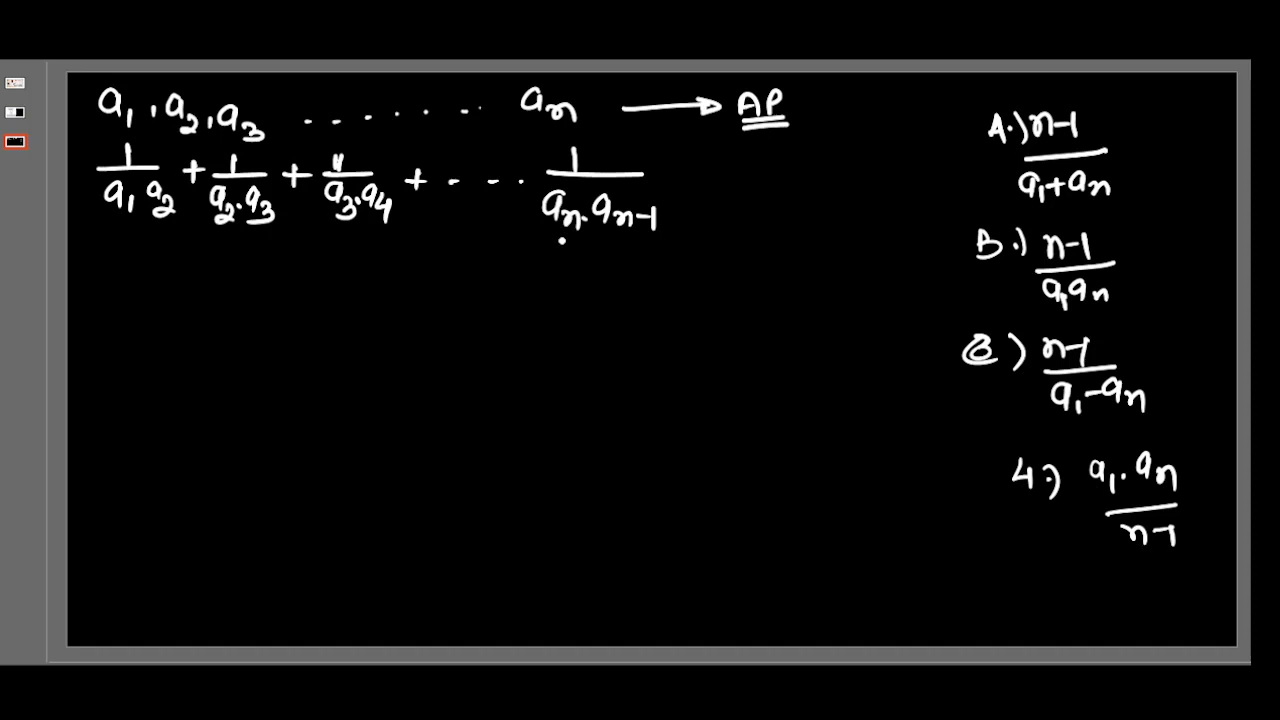 a₁, a₂, a₃ ........ aₙ ⟶ AP
1/(a₁ a₂) + 1/(a₂.a₃) + 1/(a₃.a₄) + - - - . 1/(aₙ.aₙ₋₁)
A.) n-1/(a₁+aₙ)
B.) n-1/(a₁aₙ)
3) n-1/(a₁-aₙ)
4.) a₁.aₙ/(n-1)